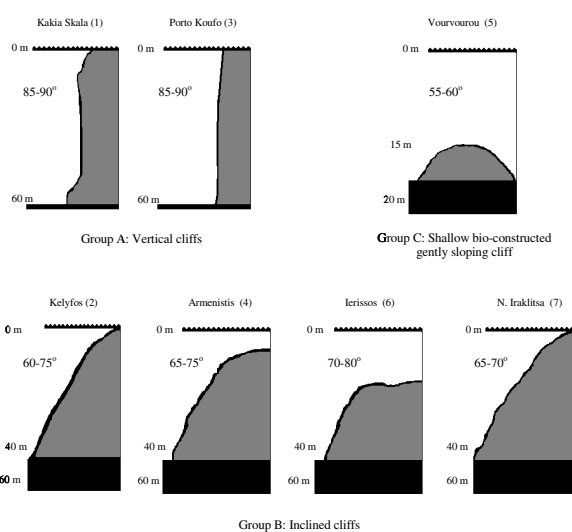 Kakia Skala (1)
Porto Koufo (3)
Vourvourou (5)
0 m
0 m
0 m
85-90°
85-90°
55-60°
15 m
60 m
60 m
20 m
Group A: Vertical cliffs
Group C: Shallow bio-constructed
gently sloping cliff
Kelyfos (2)
Armenistis (4)
Ierissos (6)
N. Iraklitsa (7)
0 m
0 m
0 m
0 m
60-75°
65-75°
70-80°
65-70°
40 m
40 m
40 m
40 m
60 m
60 m
60 m
60 m
Group B: Inclined cliffs